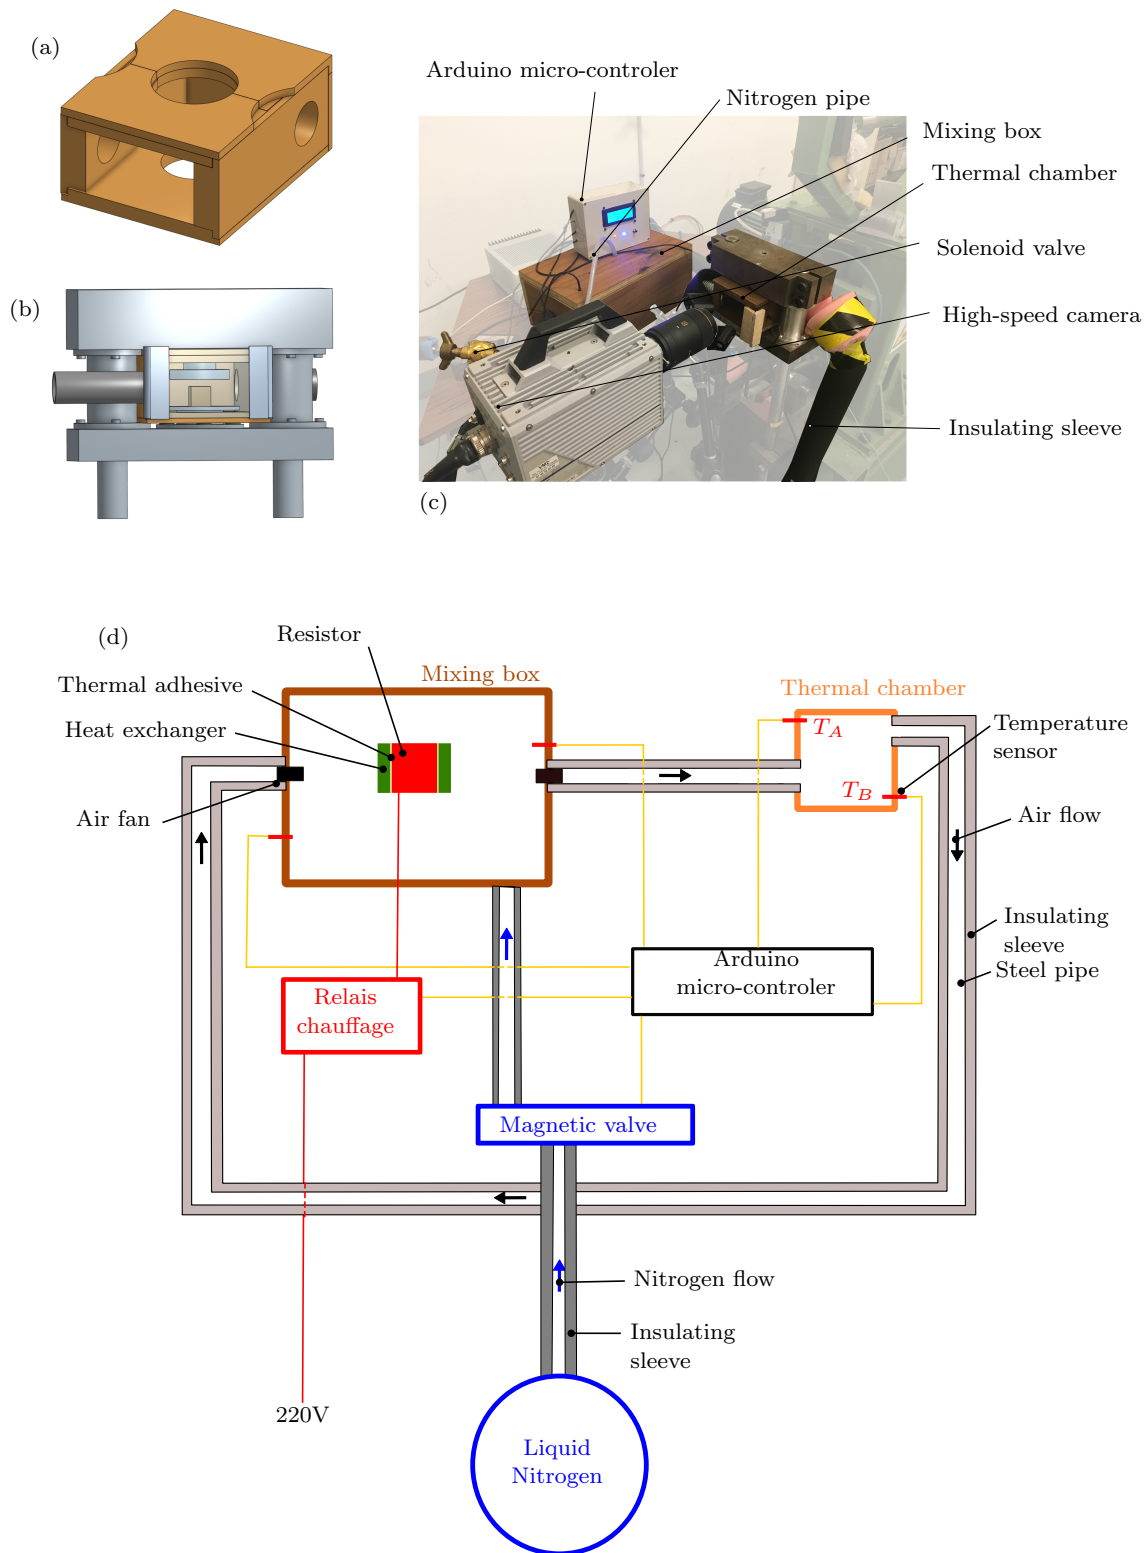 (a)
Arduino micro-controler
Nitrogen pipe
Mixing box
Thermal chamber
Solenoid valve
(b)
High-speed camera
Insulating sleeve
(c)
(d)
Resistor
Mixing box
Thermal adhesive
Thermal chamber
Heat exchanger
T_A
Temperature
sensor
T_B
Air fan
Air flow
Insulating
sleeve
Arduino
micro-controler
Steel pipe
Relais
chauffage
Magnetic valve
Nitrogen flow
Insulating
sleeve
220V
Liquid
Nitrogen